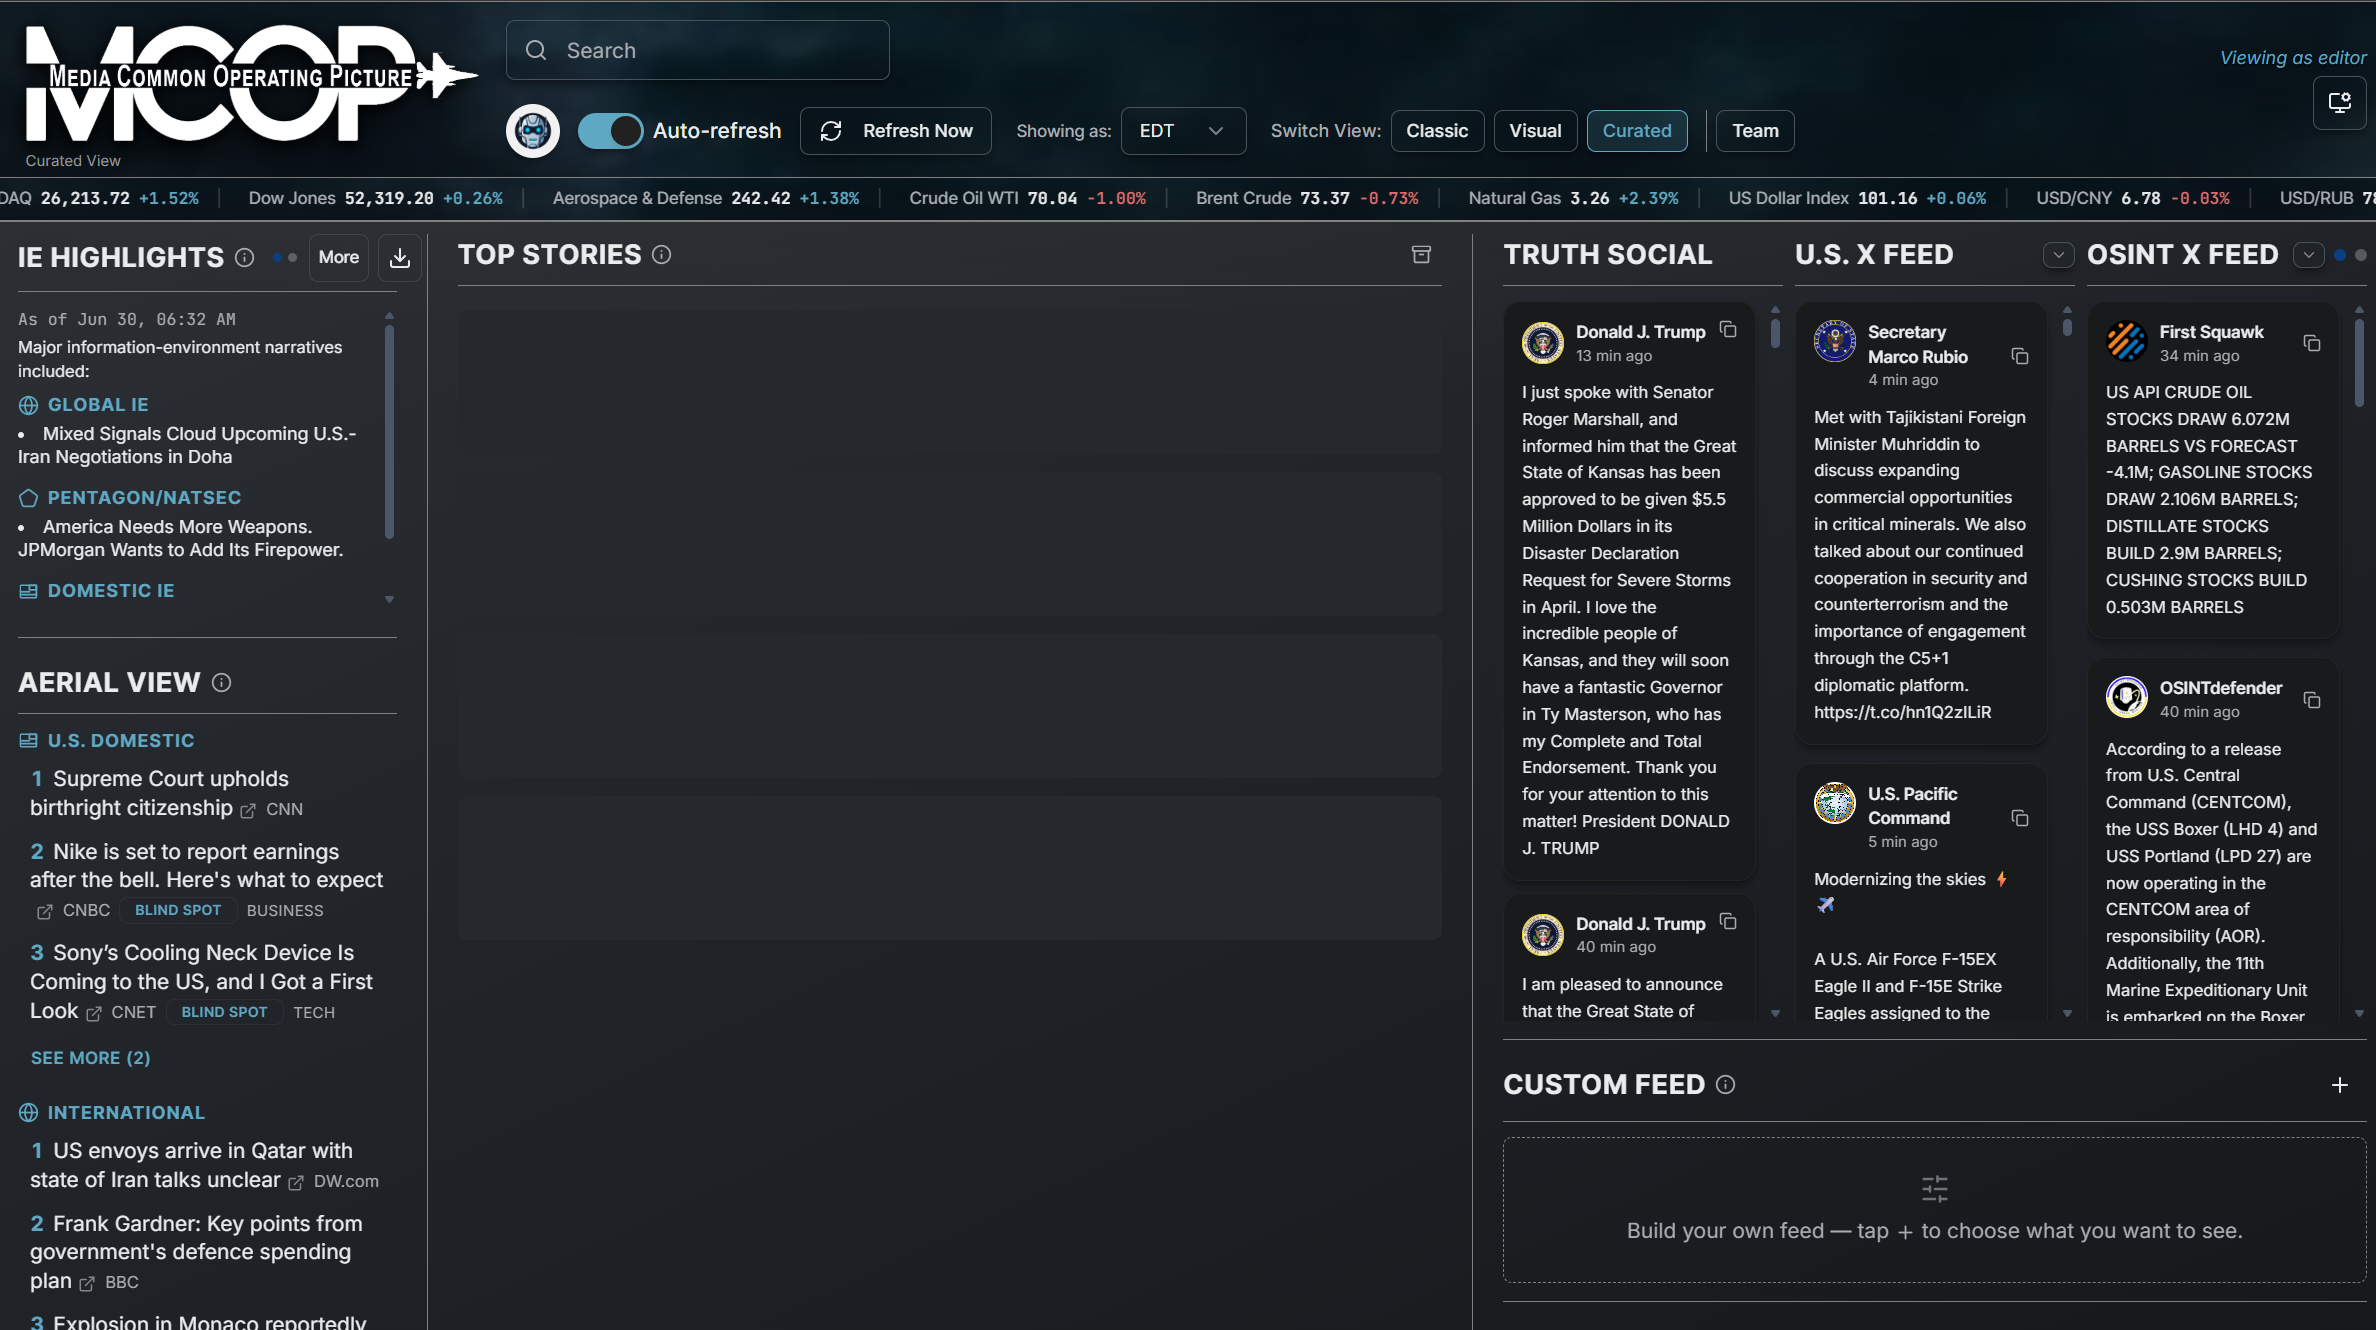 MCOP
MEDIA COMMON OPERATING PICTURE
Curated View
Search
Viewing as editor
Auto-refresh
Refresh Now
Showing as:
EDT
Switch View:
Classic
Visual
Curated
Team
DAQ 26,213.72 +1.52%
Dow Jones 52,319.20 +0.26%
Aerospace & Defense 242.42 +1.38%
Crude Oil WTI 70.04 -1.00%
Brent Crude 73.37 -0.73%
Natural Gas 3.26 +2.39%
US Dollar Index 101.16 +0.06%
USD/CNY 6.78 -0.03%
USD/RUB
IE HIGHLIGHTS
More
As of Jun 30, 06:32 AM
Major information-environment narratives
included:
GLOBAL IE
• Mixed Signals Cloud Upcoming U.S.-
Iran Negotiations in Doha
PENTAGON/NATSEC
• America Needs More Weapons.
JPMorgan Wants to Add Its Firepower.
DOMESTIC IE
AERIAL VIEW
U.S. DOMESTIC
1 Supreme Court upholds
birthright citizenship CNN
2 Nike is set to report earnings
after the bell. Here's what to expect
CNBC BLIND SPOT BUSINESS
3 Sony’s Cooling Neck Device Is
Coming to the US, and I Got a First
Look CNET BLIND SPOT TECH
SEE MORE (2)
INTERNATIONAL
1 US envoys arrive in Qatar with
state of Iran talks unclear DW.com
2 Frank Gardner: Key points from
government's defence spending
plan BBC
3 Explosion in Monaco reportedly
TOP STORIES
TRUTH SOCIAL
Donald J. Trump
13 min ago
I just spoke with Senator
Roger Marshall, and
informed him that the Great
State of Kansas has been
approved to be given $5.5
Million Dollars in its
Disaster Declaration
Request for Severe Storms
in April. I love the
incredible people of
Kansas, and they will soon
have a fantastic Governor
in Ty Masterson, who has
my Complete and Total
Endorsement. Thank you
for your attention to this
matter! President DONALD
J. TRUMP
Donald J. Trump
40 min ago
I am pleased to announce
that the Great State of
U.S. X FEED
Secretary
Marco Rubio
4 min ago
Met with Tajikistani Foreign
Minister Muhriddin to
discuss expanding
commercial opportunities
in critical minerals. We also
talked about our continued
cooperation in security and
counterterrorism and the
importance of engagement
through the C5+1
diplomatic platform.
https://t.co/hn1Q2zlLiR
U.S. Pacific
Command
5 min ago
Modernizing the skies ⚡
✈️
A U.S. Air Force F-15EX
Eagle II and F-15E Strike
Eagles assigned to the
OSINT X FEED
First Squawk
34 min ago
US API CRUDE OIL
STOCKS DRAW 6.072M
BARRELS VS FORECAST
-4.1M; GASOLINE STOCKS
DRAW 2.106M BARRELS;
DISTILLATE STOCKS
BUILD 2.9M BARRELS;
CUSHING STOCKS BUILD
0.503M BARRELS
OSINTdefender
40 min ago
According to a release
from U.S. Central
Command (CENTCOM),
the USS Boxer (LHD 4) and
USS Portland (LPD 27) are
now operating in the
CENTCOM area of
responsibility (AOR).
Additionally, the 11th
Marine Expeditionary Unit
is embarked on the Boxer
CUSTOM FEED
Build your own feed — tap + to choose what you want to see.